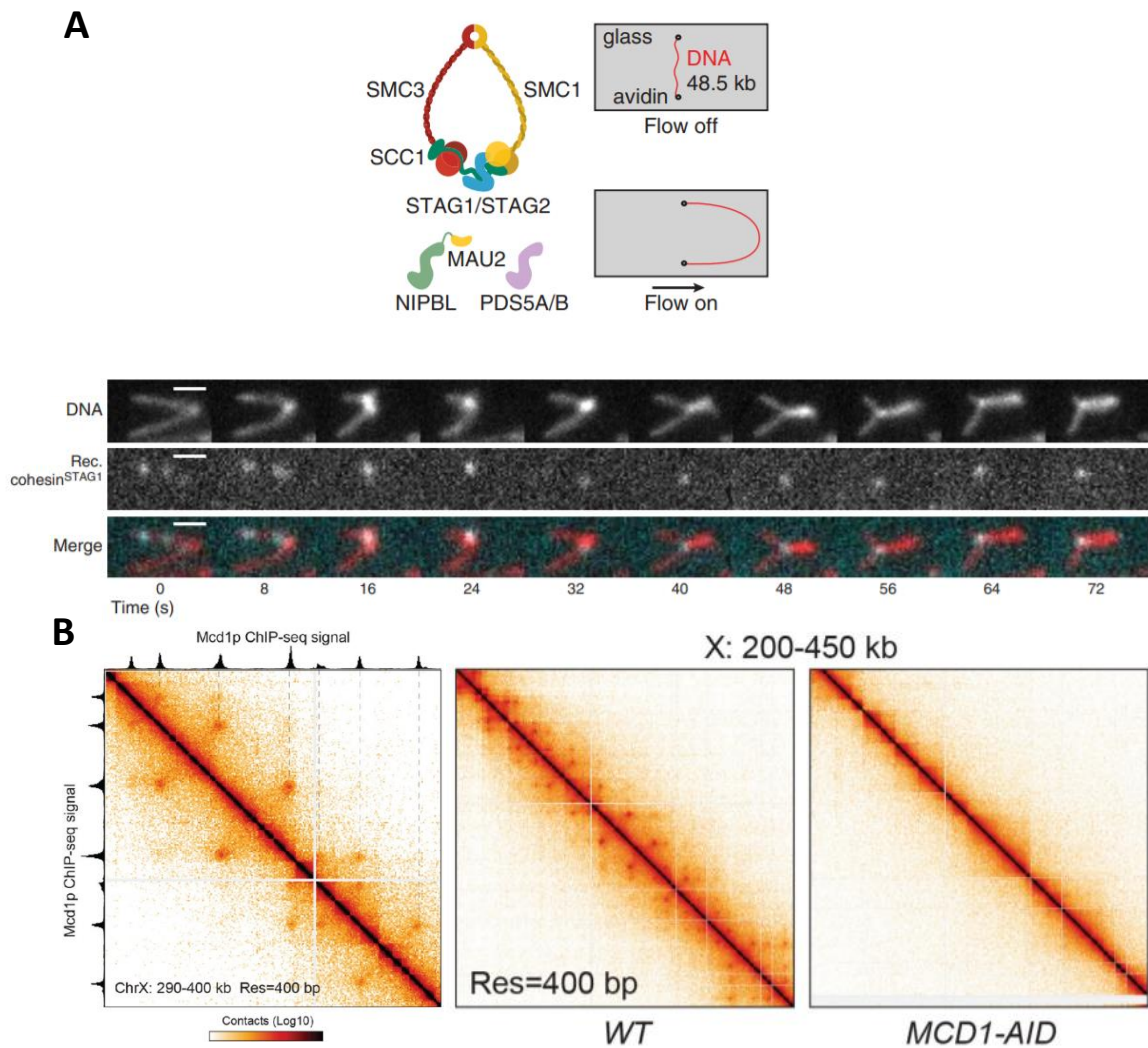 A
SMC3
SMC1
SCC1
STAG1/STAG2
MAU2
NIPBL
PDS5A/B
glass
DNA
48.5 kb
avidin
Flow off
Flow on
DNA
Rec.
cohesinSTAG1
Merge
0 8 16 24 32 40 48 56 64 72
Time (s)
B
Mcd1p ChIP-seq signal
Mcd1p ChIP-seq signal
ChrX: 290-400 kb Res=400 bp
Contacts (Log10)
X: 200-450 kb
Res=400 bp
WT
MCD1-AID